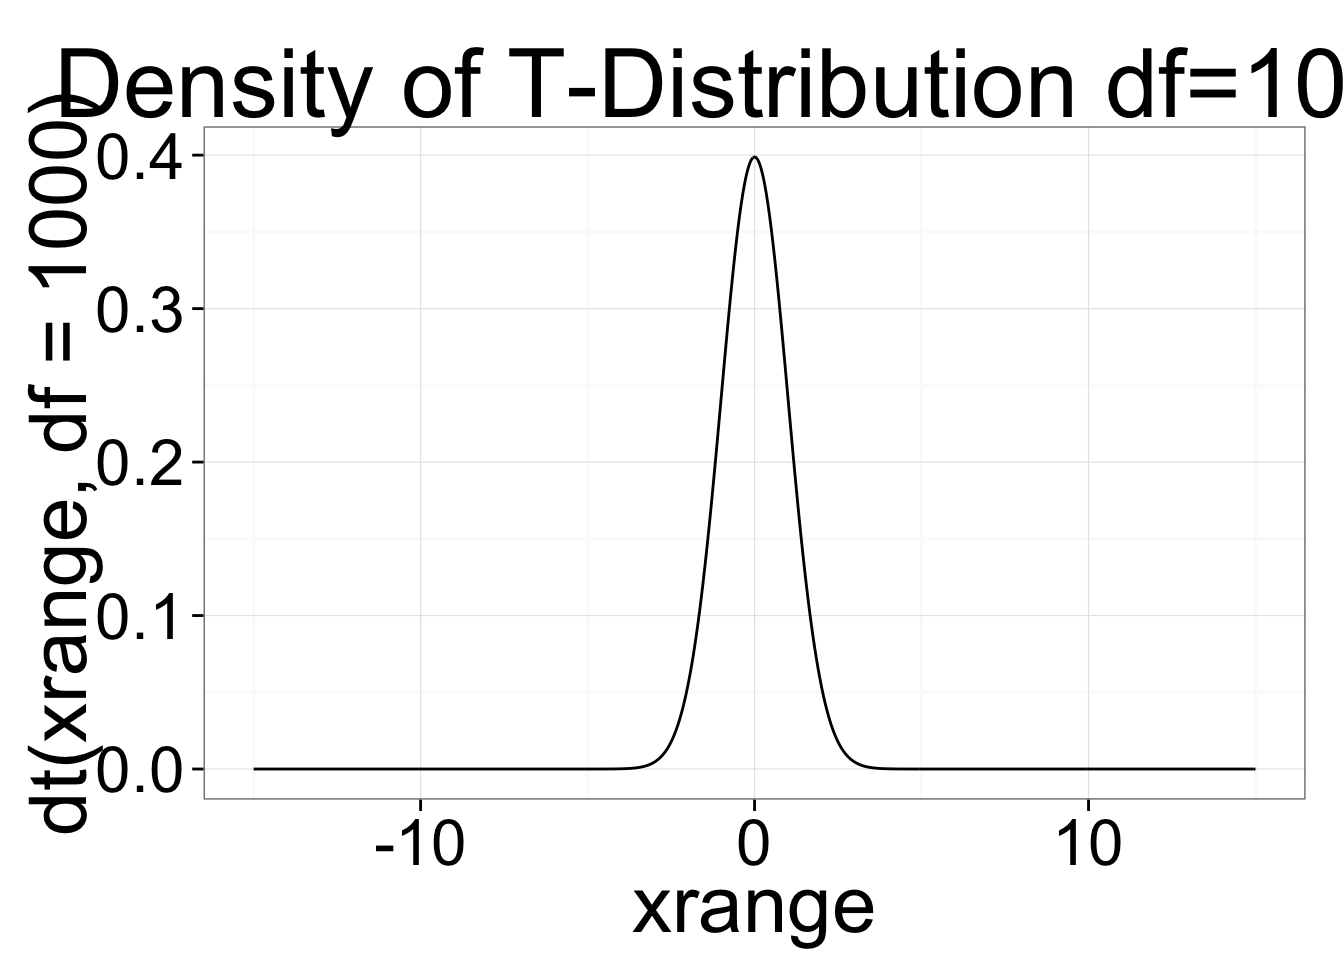 Density of T-Distribution df=10
dt(xrange, df = 1000)
0.4
0.3
0.2
0.1
0.0
-10 0 10
xrange